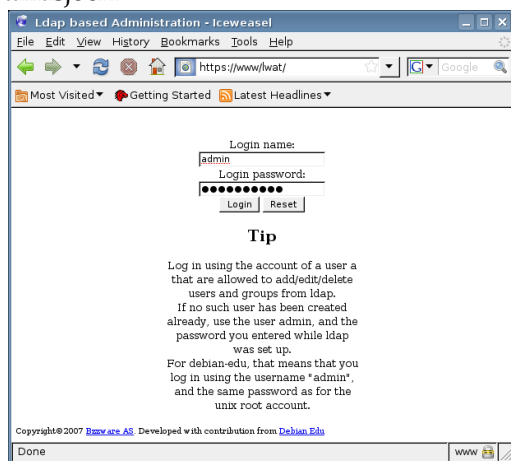 Ldap based Administration - Iceweasel
File Edit View History Bookmarks Tools Help
https://www/lwat/ Google
Most Visited Getting Started Latest Headlines
Login name:
admin
Login password:
●●●●●●●●●●
Login Reset
Tip
Log in using the account of a user a
that are allowed to add/edit/delete
users and groups from ldap.
If no such user has been created
already, use the user admin, and the
password you entered while ldap
was set up.
For debian-edu, that means that you
log in using the username "admin",
and the same password as for the
unix root account.
Copyright©2007 Bzzware AS. Developed with contribution from Debian Edu
Done www